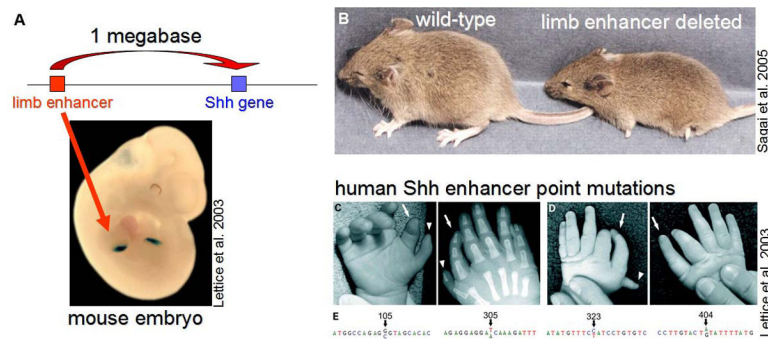 A
1 megabase
limb enhancer
Shh gene
Lettice et al. 2003
mouse embryo
B
wild-type
limb enhancer deleted
Sagai et al. 2005
human Shh enhancer point mutations
C
D
Lettice et al. 2003
E
105
305
323
404